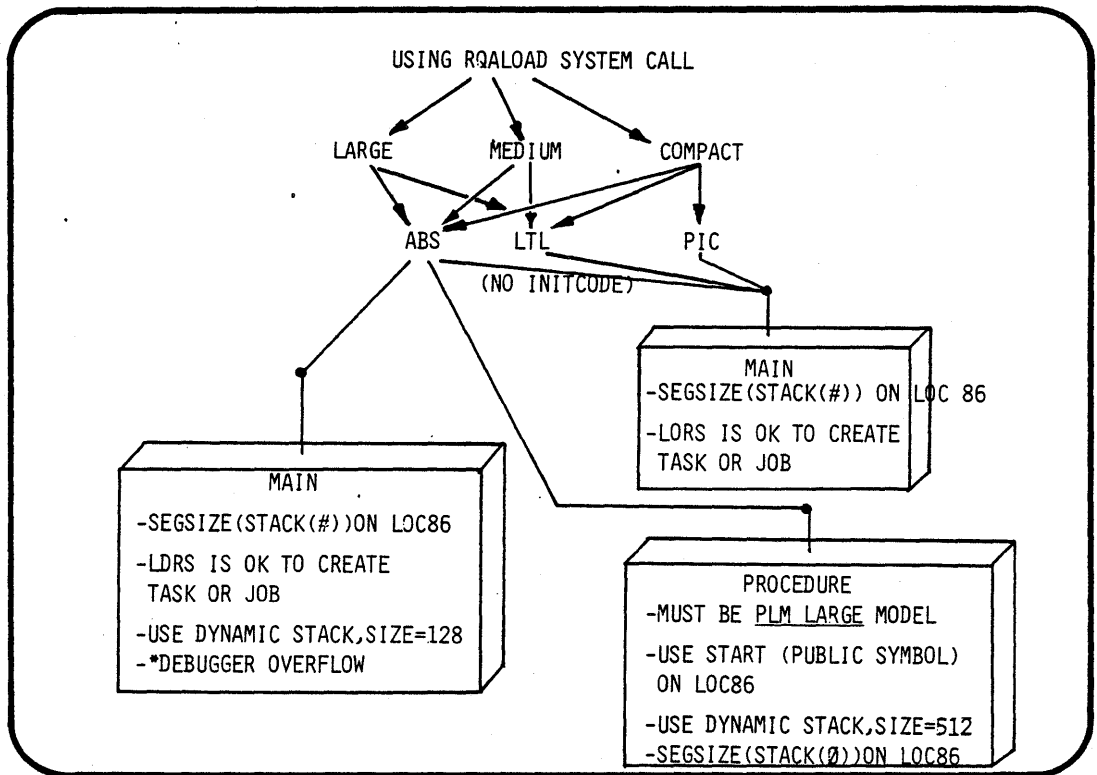 USING RQALOAD SYSTEM CALL
LARGE MEDIUM COMPACT
ABS LTL PIC
(NO INITCODE)
MAIN
-SEGSIZE(STACK(#)) ON LOC 86
-LORS IS OK TO CREATE
TASK OR JOB
MAIN
-SEGSIZE(STACK(#))ON LOC86
-LDRS IS OK TO CREATE
TASK OR JOB
-USE DYNAMIC STACK,SIZE=128
-*DEBUGGER OVERFLOW
PROCEDURE
-MUST BE PLM LARGE MODEL
-USE START (PUBLIC SYMBOL)
ON LOC86
-USE DYNAMIC STACK,SIZE=512
-SEGSIZE(STACK(Ø))ON LOC86